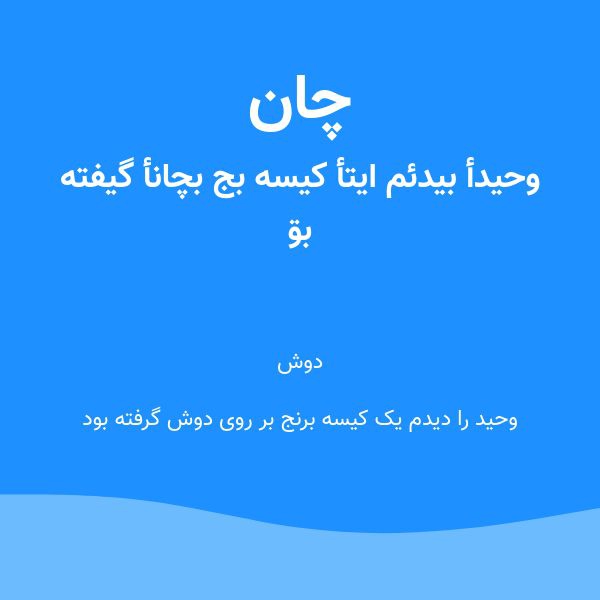 چان
وحیدأ بیدئم ایتأ کیسه بج بچانأ گیفته
بۊ
دوش
وحید را دیدم یک کیسه برنج بر روی دوش گرفته بود